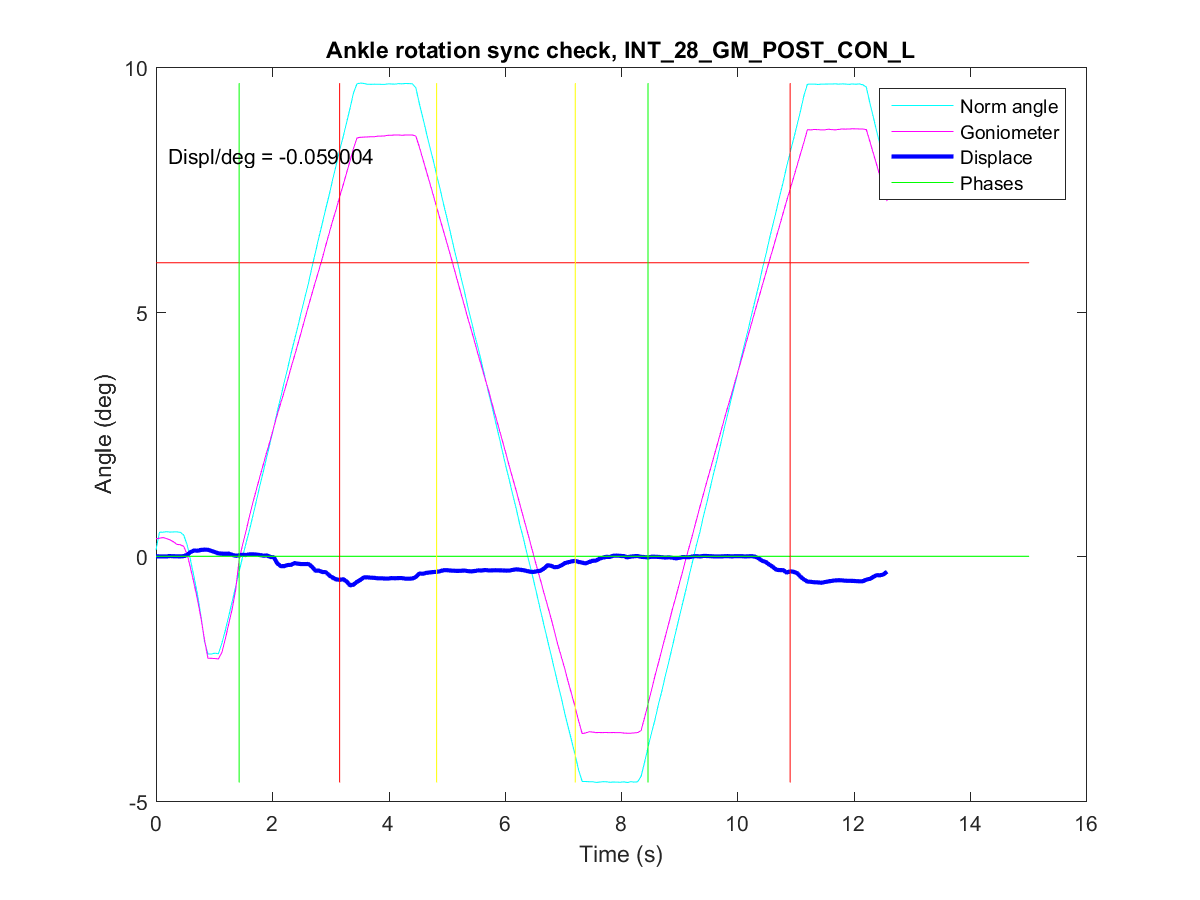 Ankle rotation sync check, INT_28_GM_POST_CON_L
10
Norm angle
Goniometer
Displace
Phases
Displ/deg = -0.059004
5
Angle (deg)
0
-5
0 2 4 6 8 10 12 14 16
Time (s)